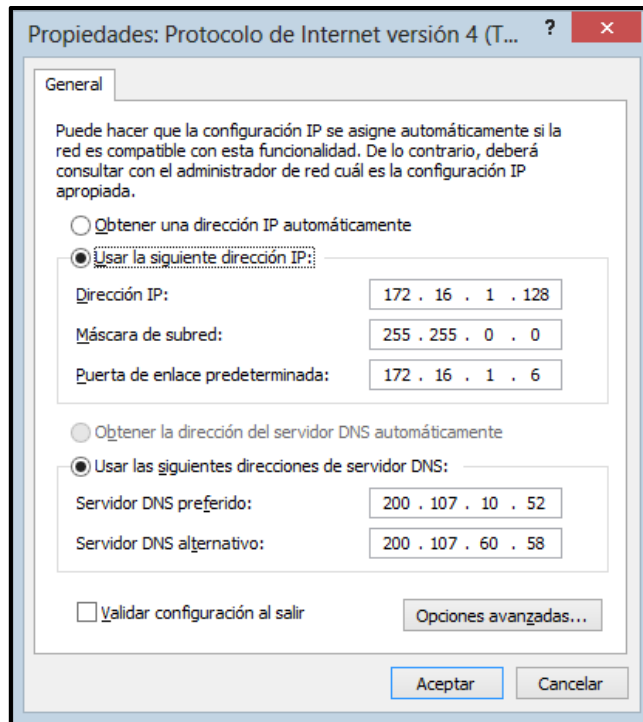 Propiedades: Protocolo de Internet versión 4 (T... ?
General
Puede hacer que la configuración IP se asigne automáticamente si la
red es compatible con esta funcionalidad. De lo contrario, deberá
consultar con el administrador de red cuál es la configuración IP
apropiada.
Obtener una dirección IP automáticamente
Usar la siguiente dirección IP:
Dirección IP: 172 . 16 . 1 . 128
Máscara de subred: 255 . 255 . 0 . 0
Puerta de enlace predeterminada: 172 . 16 . 1 . 6
Obtener la dirección del servidor DNS automáticamente
Usar las siguientes direcciones de servidor DNS:
Servidor DNS preferido: 200 . 107 . 10 . 52
Servidor DNS alternativo: 200 . 107 . 60 . 58
Validar configuración al salir Opciones avanzadas...
Aceptar Cancelar